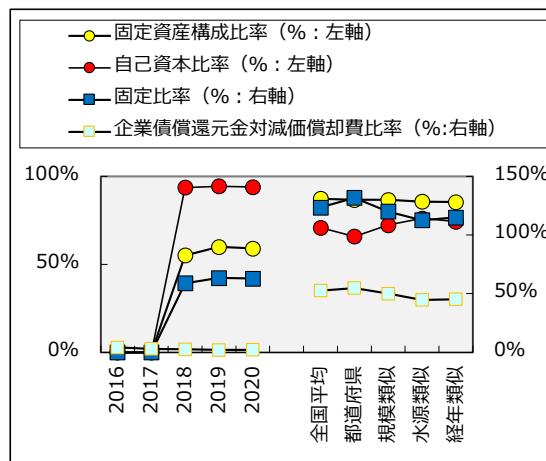 固定資産構成比率（%：左軸）
自己資本比率（%：左軸）
固定比率（%：右軸）
企業債償還元金対減価償却費比率（%:右軸）
100%
50%
0%
150%
100%
50%
0%
2016
2017
2018
2019
2020
全国平均
都道府県
規模類似
水源類似
経年類似